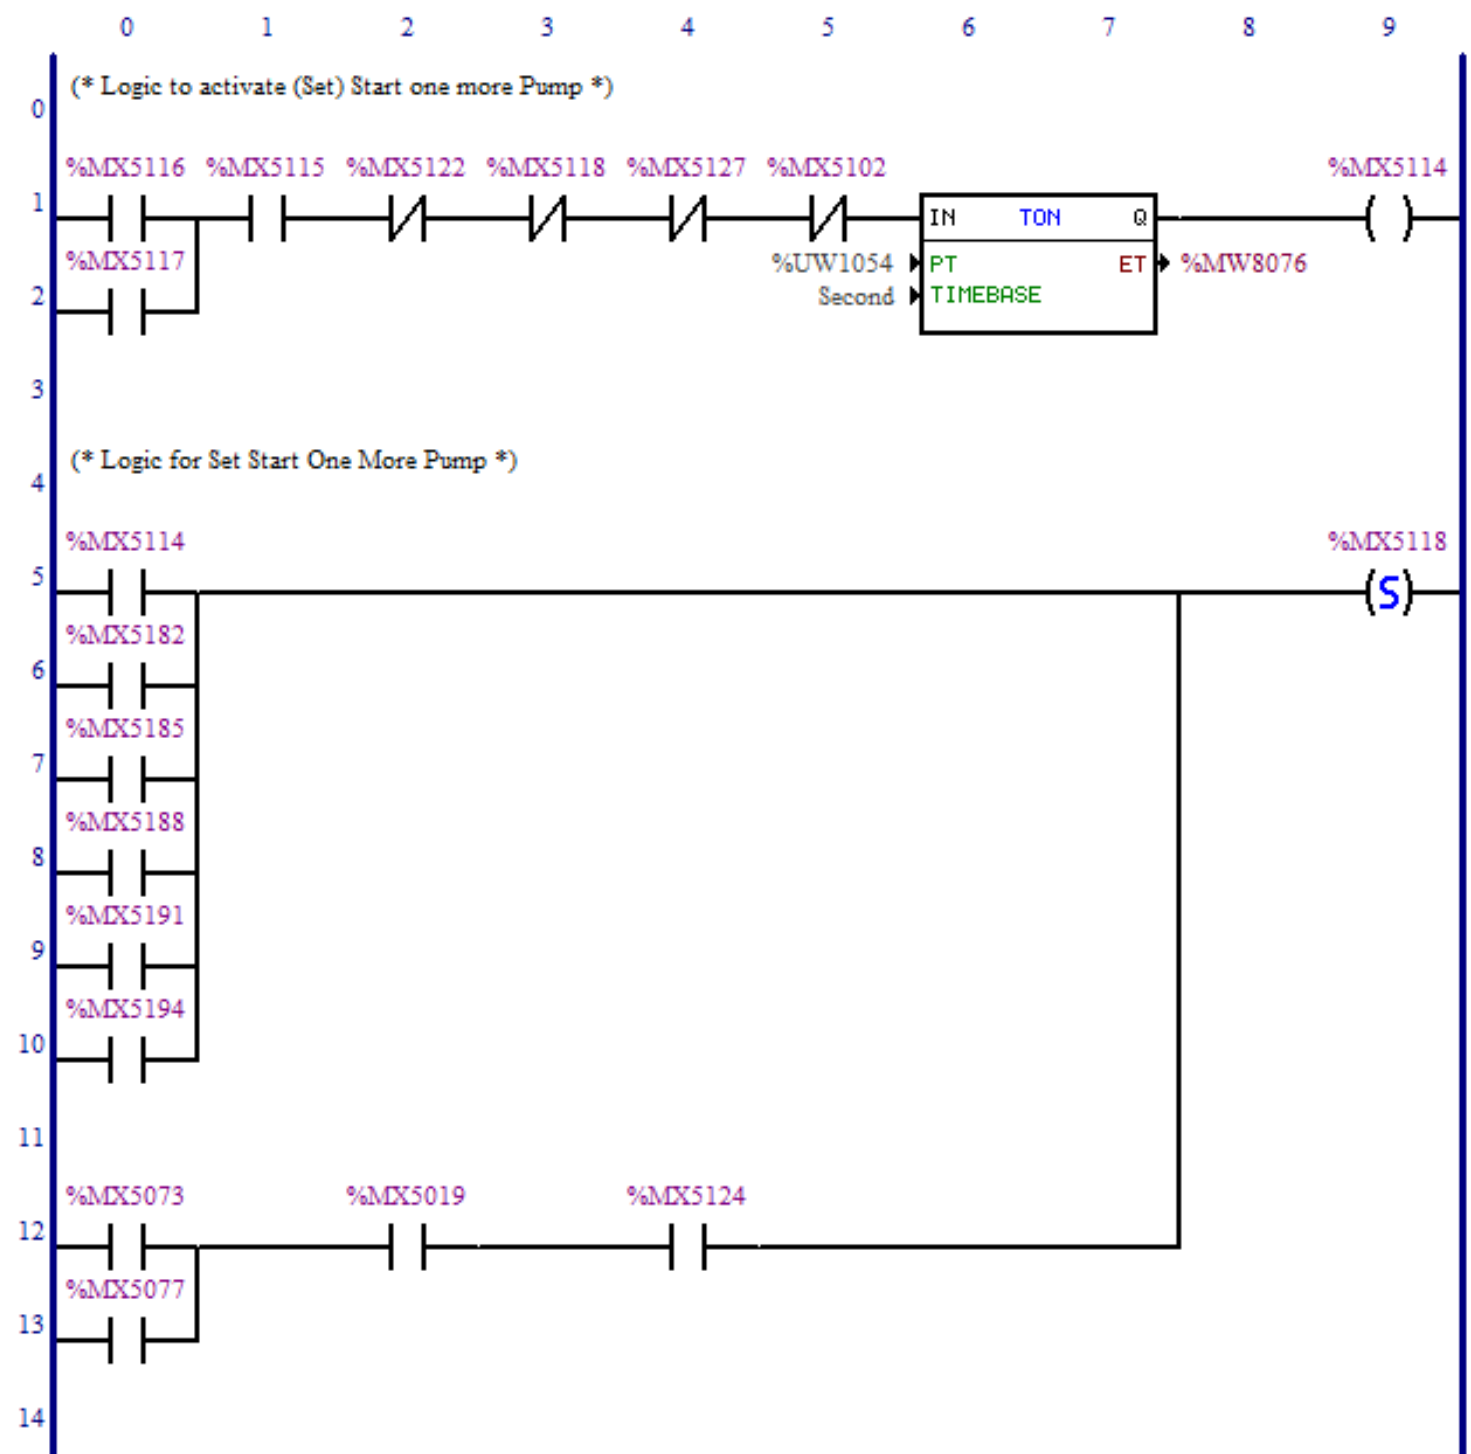 0 1 2 3 4 5 6 7 8 9
(* Logic to activate (Set) Start one more Pump *)
0
%MX5116 %MX5115 %MX5122 %MX5118 %MX5127 %MX5102 %MX5114
1 IN TON Q ( )
%MX5117 %UW1054 PT ET %MW8076
2 Second TIMEBASE
3
(* Logic for Set Start One More Pump *)
4
%MX5114 %MX5118
5 (S)
%MX5182
6
%MX5185
7
%MX5188
8
%MX5191
9
%MX5194
10
11
%MX5073 %MX5019 %MX5124
12
%MX5077
13
14